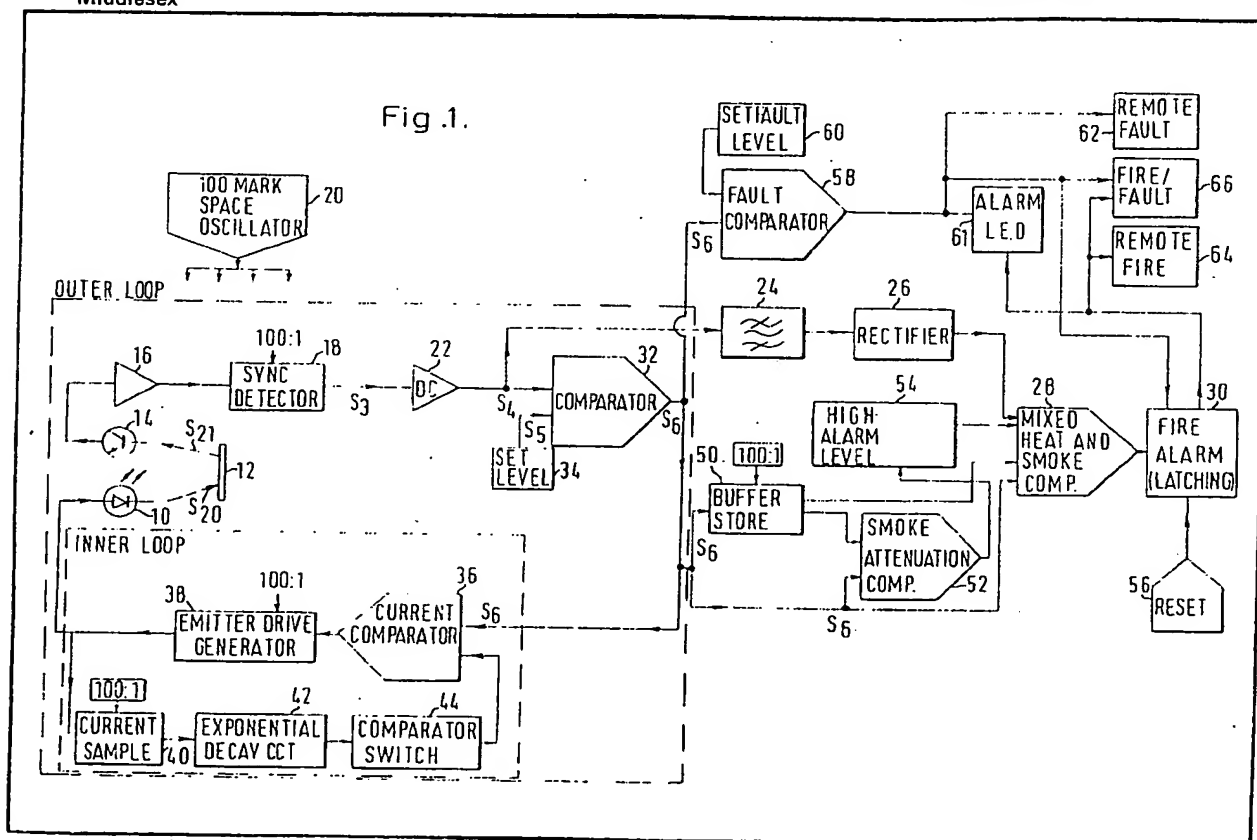 Middlesex
Fig.1.
100 MARK
SPACE
OSCILLATOR
20
OUTER LOOP
16
100:1
18
SYNC
DETECTOR
S3
22
DC
S4
S5
32
COMPARATOR
S6
SET
LEVEL
34
14
S21
12
S20
10
INNER LOOP
38
100:1
EMITTER DRIVE
GENERATOR
36
CURRENT
COMPARATOR
S6
100:1
CURRENT
SAMPLE
40
42
EXPONENTIAL
DECAY CCT
44
COMPARATOR
SWITCH
SETIAULT
LEVEL
60
58
FAULT
COMPARATOR
S6
24
26
RECTIFIER
54
HIGH-
ALARM
LEVEL
50.
100:1
BUFFER
STORE
S6
SMOKE
ATTENUATION
COMP.
52
S6
28
MIXED
HEAT AND
SMOKE
COMP.
30
FIRE
ALARM
(LATCHING)
56
RESET
ALARM
L.E.D
61
REMOTE
FAULT
62
FIRE/
FAULT
66
REMOTE
FIRE
64